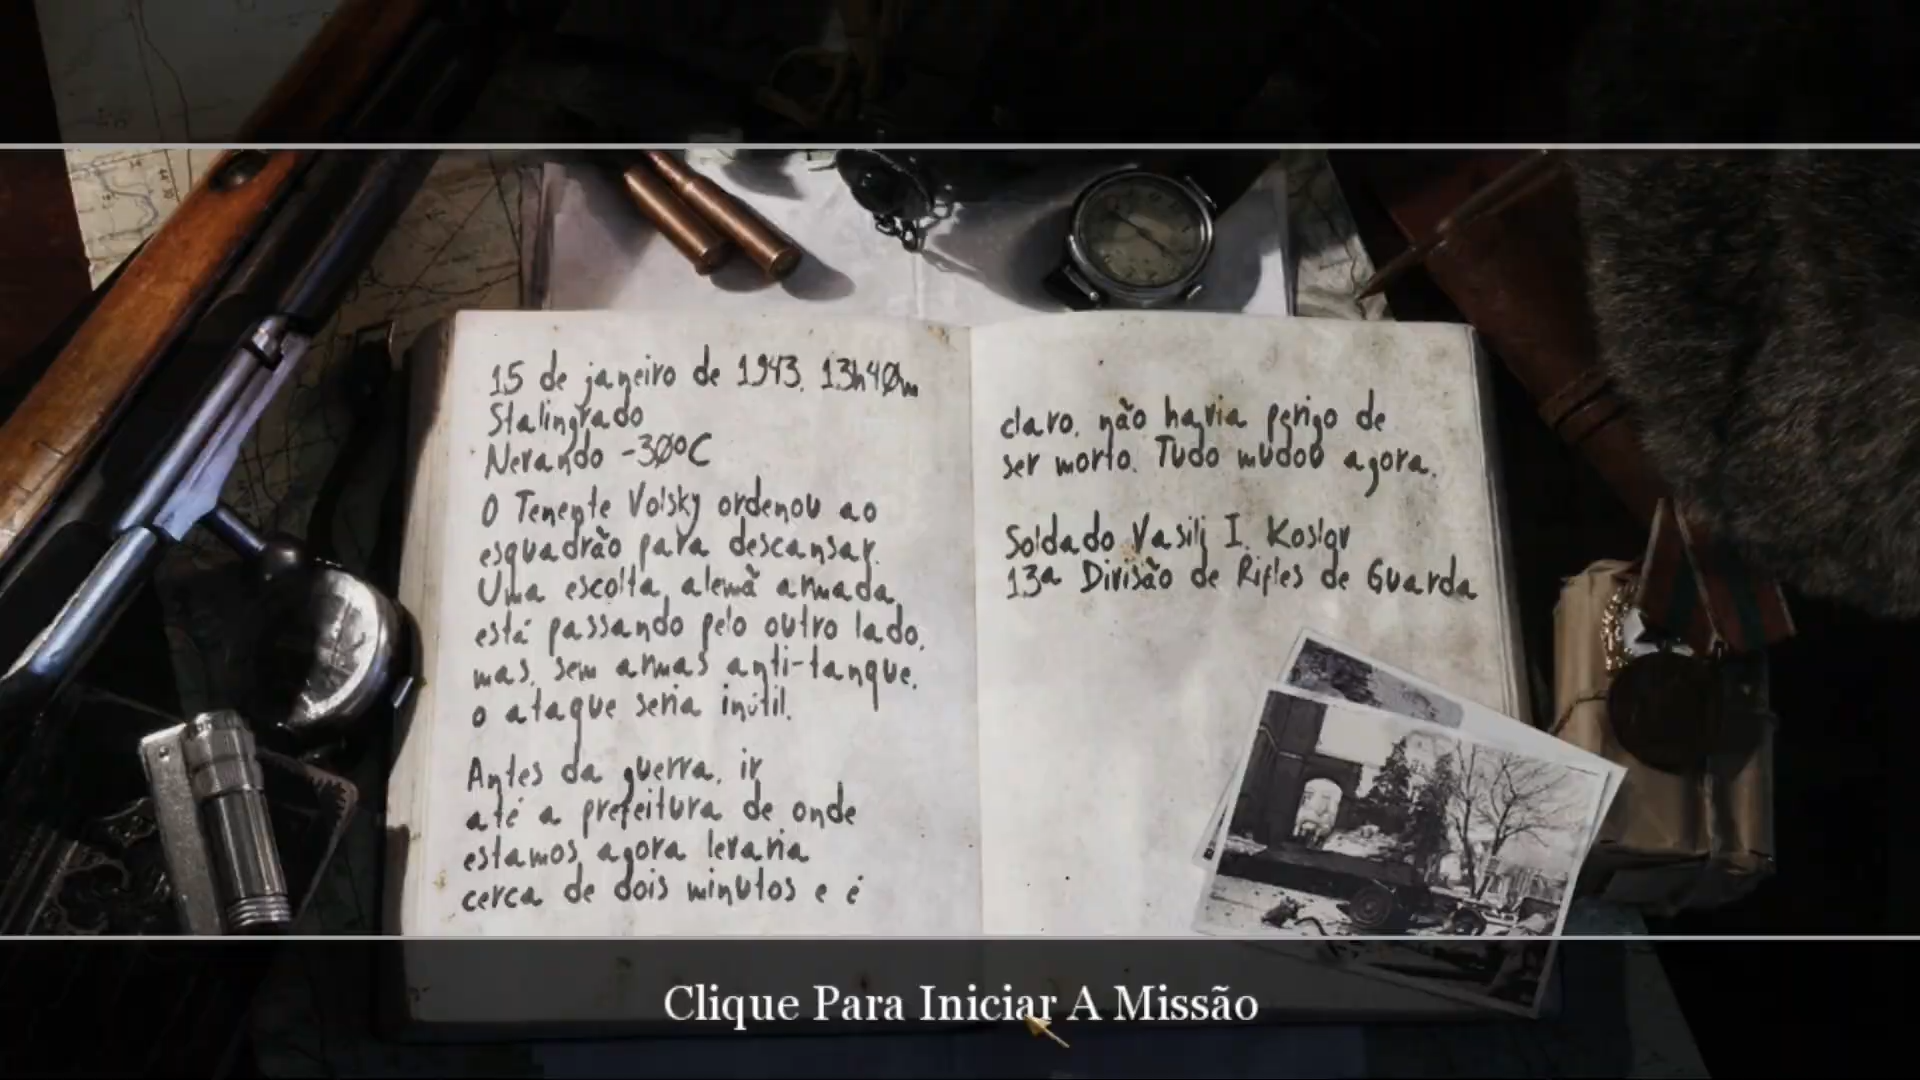 15 de janeiro de 1943. 13h40m
Stalingrado
Nevando -30ºC
O Tenente Volsky ordenou ao
esquadrão para descansar.
Uma escolta alemã armada
está passando pelo outro lado,
mas, sem armas anti-tanque,
o ataque seria inútil.
Antes da guerra, ir
até a prefeitura de onde
estamos agora levaria
cerca de dois minutos e é
claro, não havia perigo de
ser morto. Tudo mudou agora.
Soldado Vasilj I. Koslov
13ª Divisão de Rifles de Guarda
Clique Para Iniciar A Missão